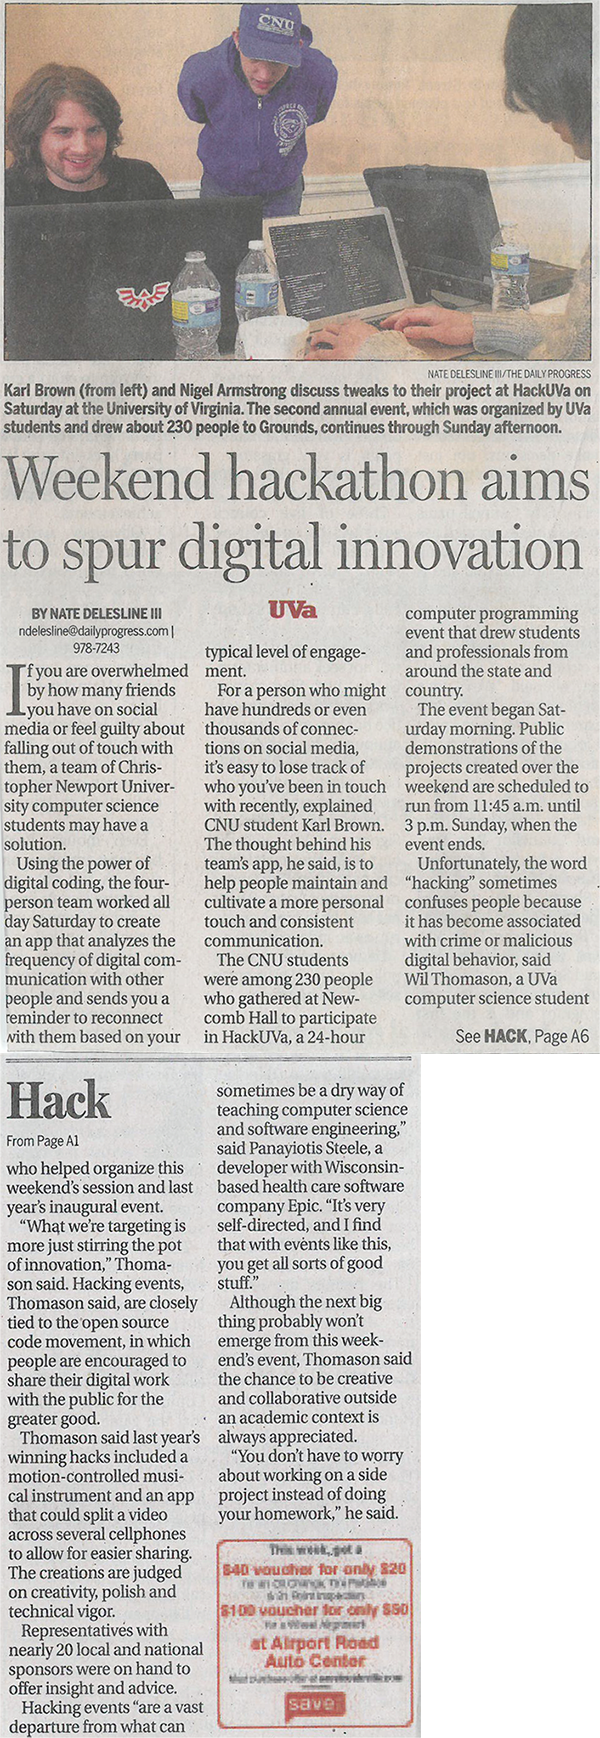 CNU
NATE DELESLINE III/THE DAILY PROGRESS
Karl Brown (from left) and Nigel Armstrong discuss tweaks to their project at HackUVa on
Saturday at the University of Virginia. The second annual event, which was organized by UVa
students and drew about 230 people to Grounds, continues through Sunday afternoon.
Weekend hackathon aims
to spur digital innovation
BY NATE DELESLINE III
ndelesline@dailyprogress.com |
978-7243
If you are overwhelmed
by how many friends
you have on social
media or feel guilty about
falling out of touch with
them, a team of Chris-
topher Newport Univer-
sity computer science
students may have a
solution.
Using the power of
digital coding, the four-
person team worked all
day Saturday to create
an app that analyzes the
frequency of digital com-
munication with other
people and sends you a
reminder to reconnect
with them based on your
UVa
typical level of engage-
ment.
For a person who might
have hundreds or even
thousands of connec-
tions on social media,
it's easy to lose track of
who you've been in touch
with recently, explained
CNU student Karl Brown.
The thought behind his
team's app, he said, is to
help people maintain and
cultivate a more personal
touch and consistent
communication.
The CNU students
were among 230 people
who gathered at New-
comb Hall to participate
in HackUVa, a 24-hour
computer programming
event that drew students
and professionals from
around the state and
country.
The event began Sat-
urday morning. Public
demonstrations of the
projects created over the
weekend are scheduled to
run from 11:45 a.m. until
3 p.m. Sunday, when the
event ends.
Unfortunately, the word
"hacking" sometimes
confuses people because
it has become associated
with crime or malicious
digital behavior, said
Wil Thomason, a UVa
computer science student
See HACK, Page A6
Hack
From Page A1
who helped organize this
weekend's session and last
year's inaugural event.
"What we're targeting is
more just stirring the pot
of innovation," Thoma-
son said. Hacking events,
Thomason said, are closely
tied to the open source
code movement, in which
people are encouraged to
share their digital work
with the public for the
greater good.
Thomason said last year's
winning hacks included a
motion-controlled musi-
cal instrument and an app
that could split a video
across several cellphones
to allow for easier sharing.
The creations are judged
on creativity, polish and
technical vigor.
Representatives with
nearly 20 local and national
sponsors were on hand to
offer insight and advice.
Hacking events "are a vast
departure from what can
sometimes be a dry way of
teaching computer science
and software engineering,"
said Panayiotis Steele, a
developer with Wisconsin-
based health care software
company Epic. "It's very
self-directed, and I find
that with events like this,
you get all sorts of good
stuff."
Although the next big
thing probably won't
emerge from this week-
end's event, Thomason said
the chance to be creative
and collaborative outside
an academic context is
always appreciated.
"You don't have to worry
about working on a side
project instead of doing
your homework," he said.
This week, get a
$40 voucher for only $20
for an Oil Change, Tire Rotation
$100 voucher for only $50
for a Wheel Alignment
at Airport Road
Auto Center
saver